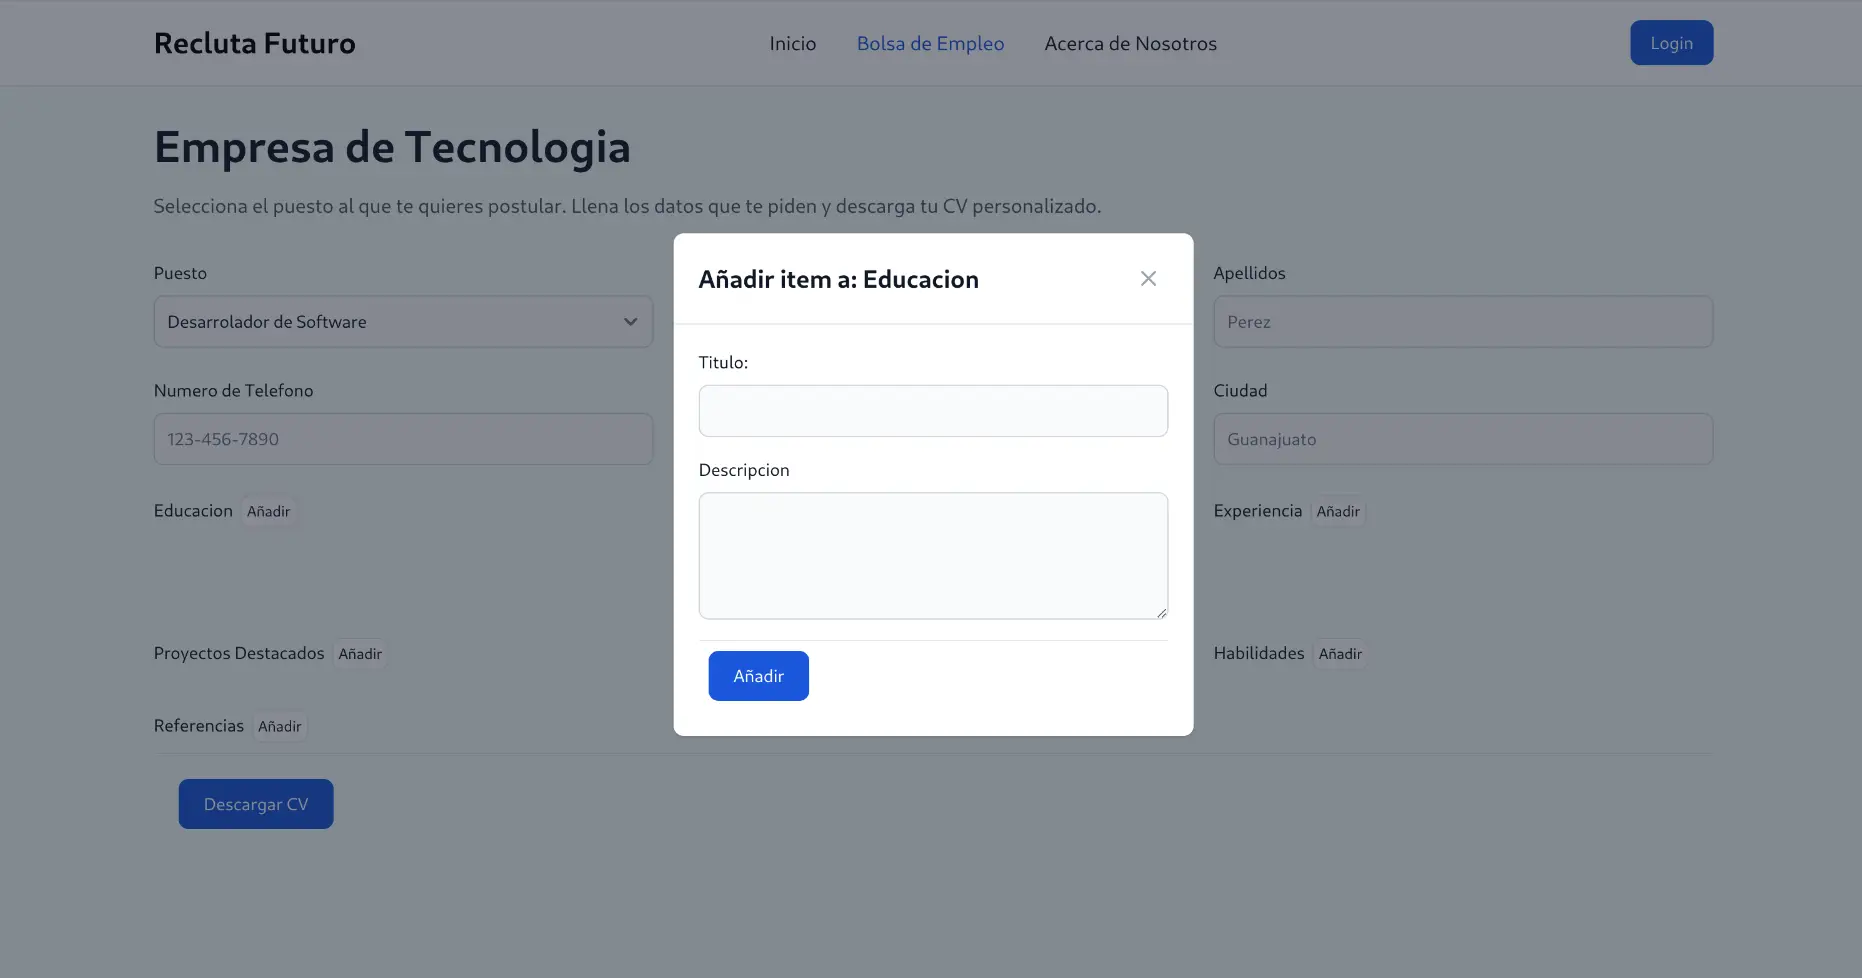 Recluta Futuro
Inicio
Bolsa de Empleo
Acerca de Nosotros
Login
Empresa de Tecnologia
Selecciona el puesto al que te quieres postular. Llena los datos que te piden y descarga tu CV personalizado.
Puesto
Desarrolador de Software
Apellidos
Perez
Numero de Telefono
123-456-7890
Ciudad
Guanajuato
Educacion Añadir
Experiencia Añadir
Proyectos Destacados Añadir
Habilidades Añadir
Referencias Añadir
Descargar CV
Añadir item a: Educacion
Titulo:
Descripcion
Añadir